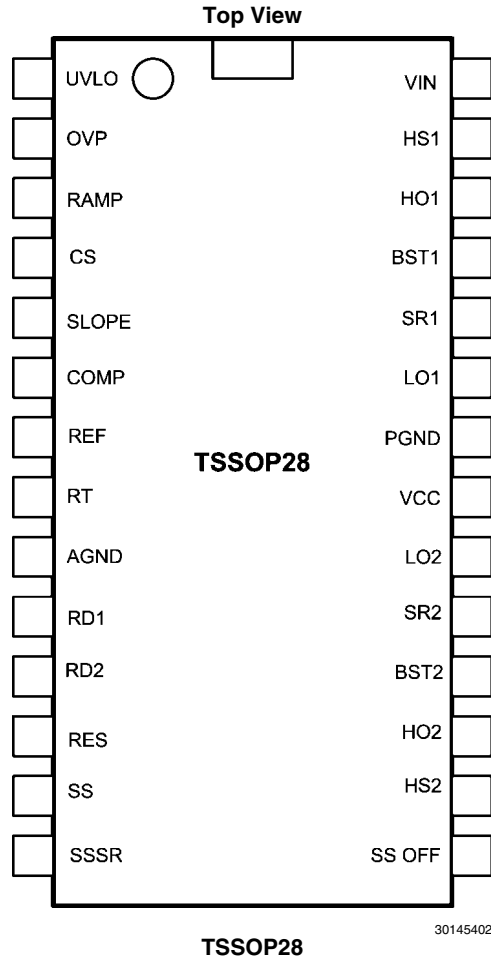 Top View
UVLO VIN
OVP HS1
RAMP HO1
CS BST1
SLOPE SR1
COMP LO1
REF PGND
TSSOP28
RT VCC
AGND LO2
RD1 SR2
RD2 BST2
RES HO2
SS HS2
SSSR SS OFF
30145402
TSSOP28